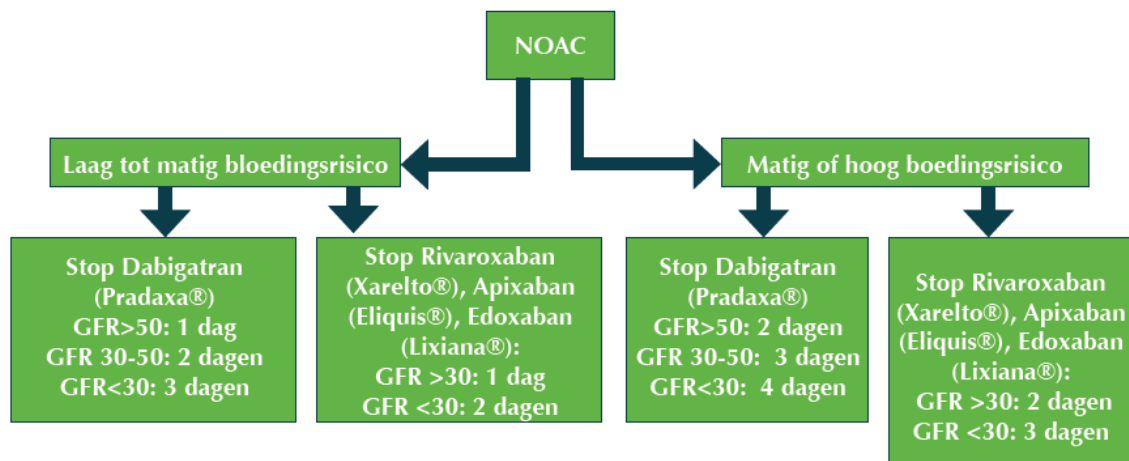 NOAC
Laag tot matig bloedingsrisico
Matig of hoog boedingsrisico
Stop Dabigatran
(Pradaxa®)
GFR>50: 1 dag
GFR 30-50: 2 dagen
GFR<30: 3 dagen
Stop Rivaroxaban
(Xarelto®), Apixaban
(Eliquis®), Edoxaban
(Lixiana®):
GFR >30: 1 dag
GFR <30: 2 dagen
Stop Dabigatran
(Pradaxa®)
GFR>50: 2 dagen
GFR 30-50: 3 dagen
GFR<30: 4 dagen
Stop Rivaroxaban
(Xarelto®), Apixaban
(Eliquis®), Edoxaban
(Lixiana®):
GFR >30: 2 dagen
GFR <30: 3 dagen